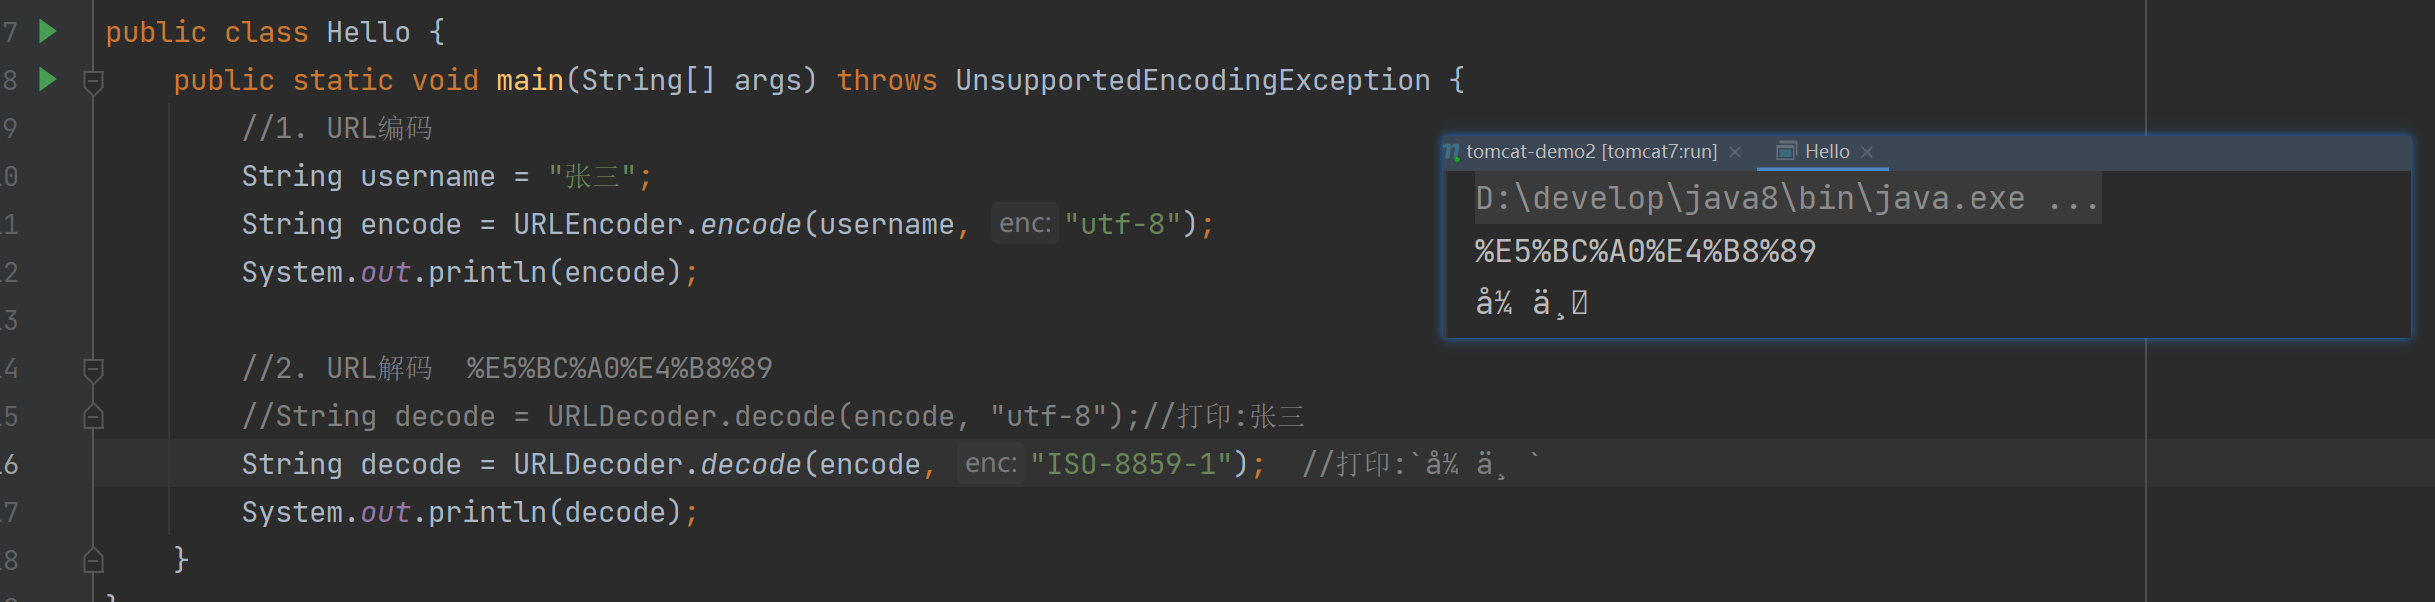 7 public class Hello {
8 public static void main(String[] args) throws UnsupportedEncodingException {
9 //1. URL编码
0 String username = "张三";
1 String encode = URLEncoder.encode(username, enc: "utf-8");
2 System.out.println(encode);
3
4 //2. URL解码 %E5%BC%A0%E4%B8%89
5 //String decode = URLDecoder.decode(encode, "utf-8");//打印:张三
6 String decode = URLDecoder.decode(encode, enc: "ISO-8859-1"); //打印:`å¼ ä¸ `
7 System.out.println(decode);
8 }
}
tomcat-demo2 [tomcat7:run] Hello
D:\develop\java8\bin\java.exe ...
%E5%BC%A0%E4%B8%89
å¼ ä¸